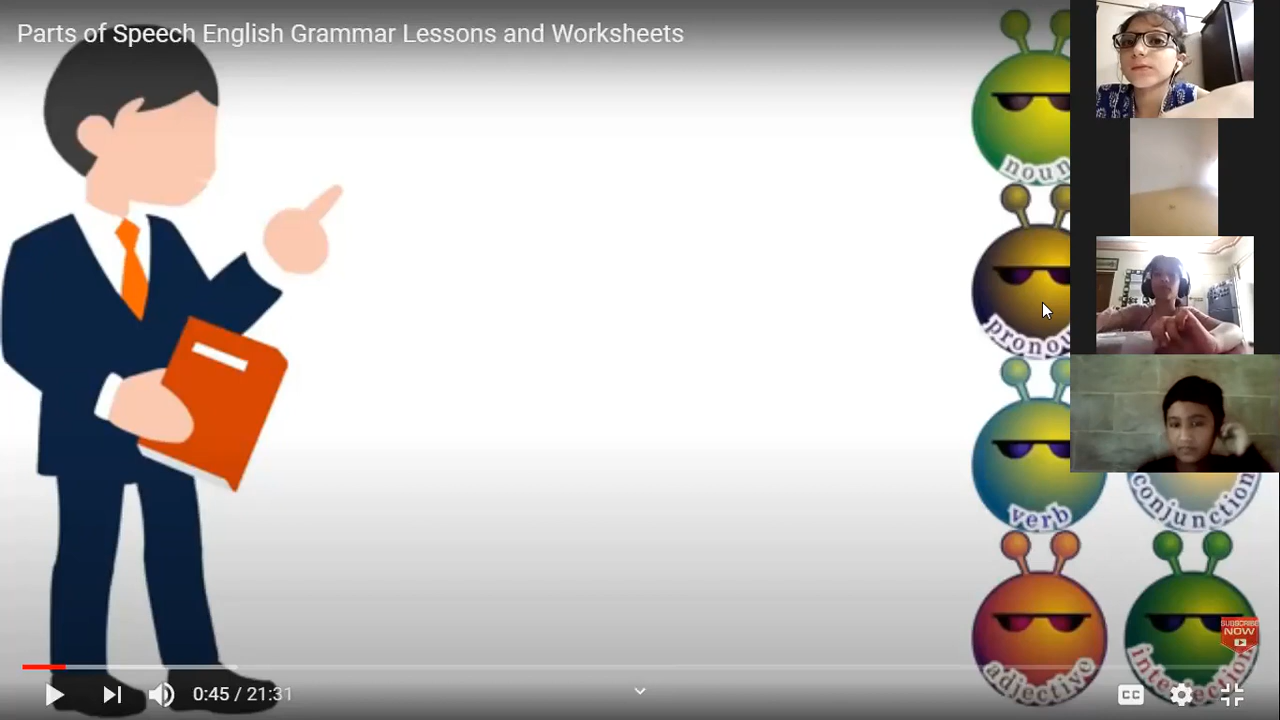 Parts of Speech English Grammar Lessons and Worksheets
noun
pronou
verb
conjunction
adjective
interjection
SUBSCRIBE
NOW
0:45 / 21:31
CC